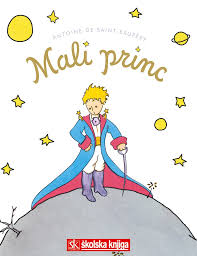 ANTOINE DE SAINT-EXUPÉRY
Mali princ
sk školska knjiga